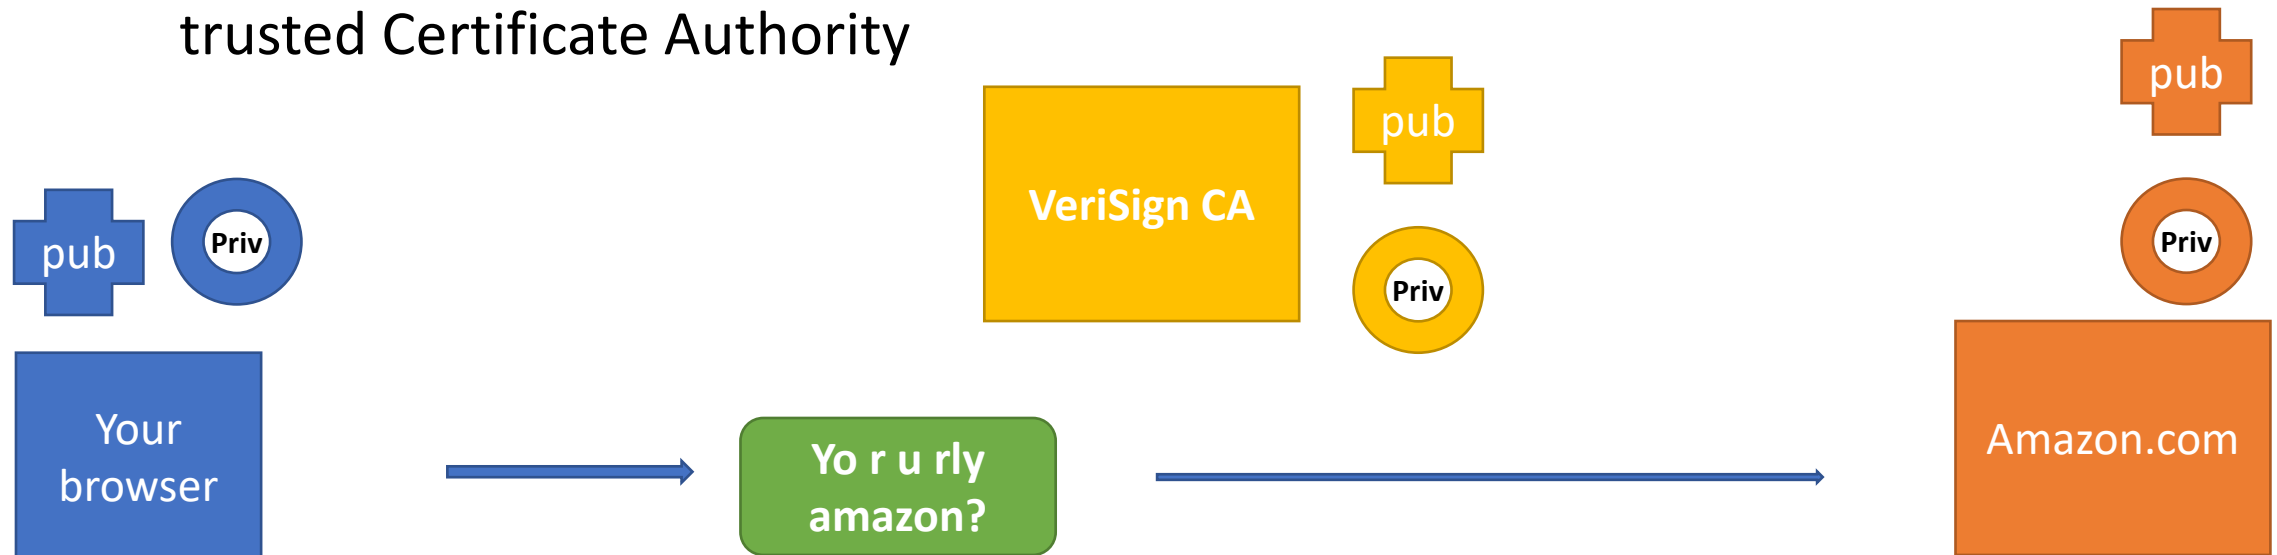 trusted Certificate Authority
pub
pub
VeriSign CA
pub
Priv
Priv
Priv
Your
browser
Yo r u rly
amazon?
Amazon.com